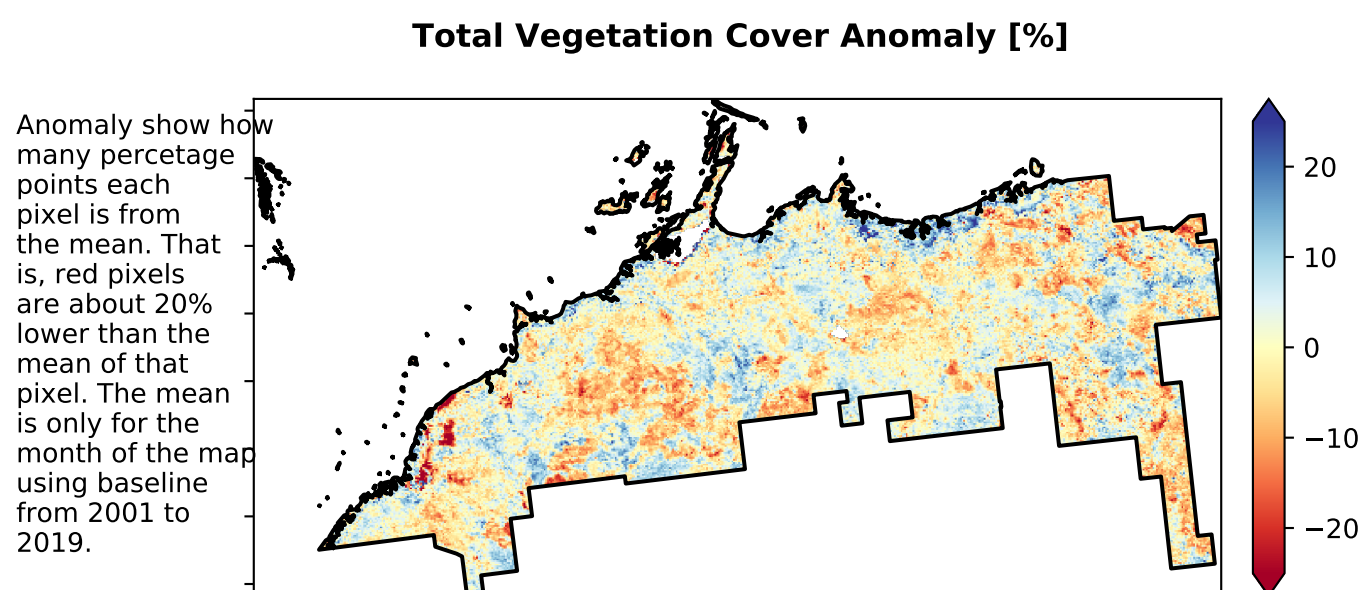 Total Vegetation Cover Anomaly [%]
Anomaly show how
many percetage
points each
pixel is from
the mean. That
is, red pixels
are about 20%
lower than the
mean of that
pixel. The mean
is only for the
month of the map
using baseline
from 2001 to
2019.
20
10
0
−10
−20